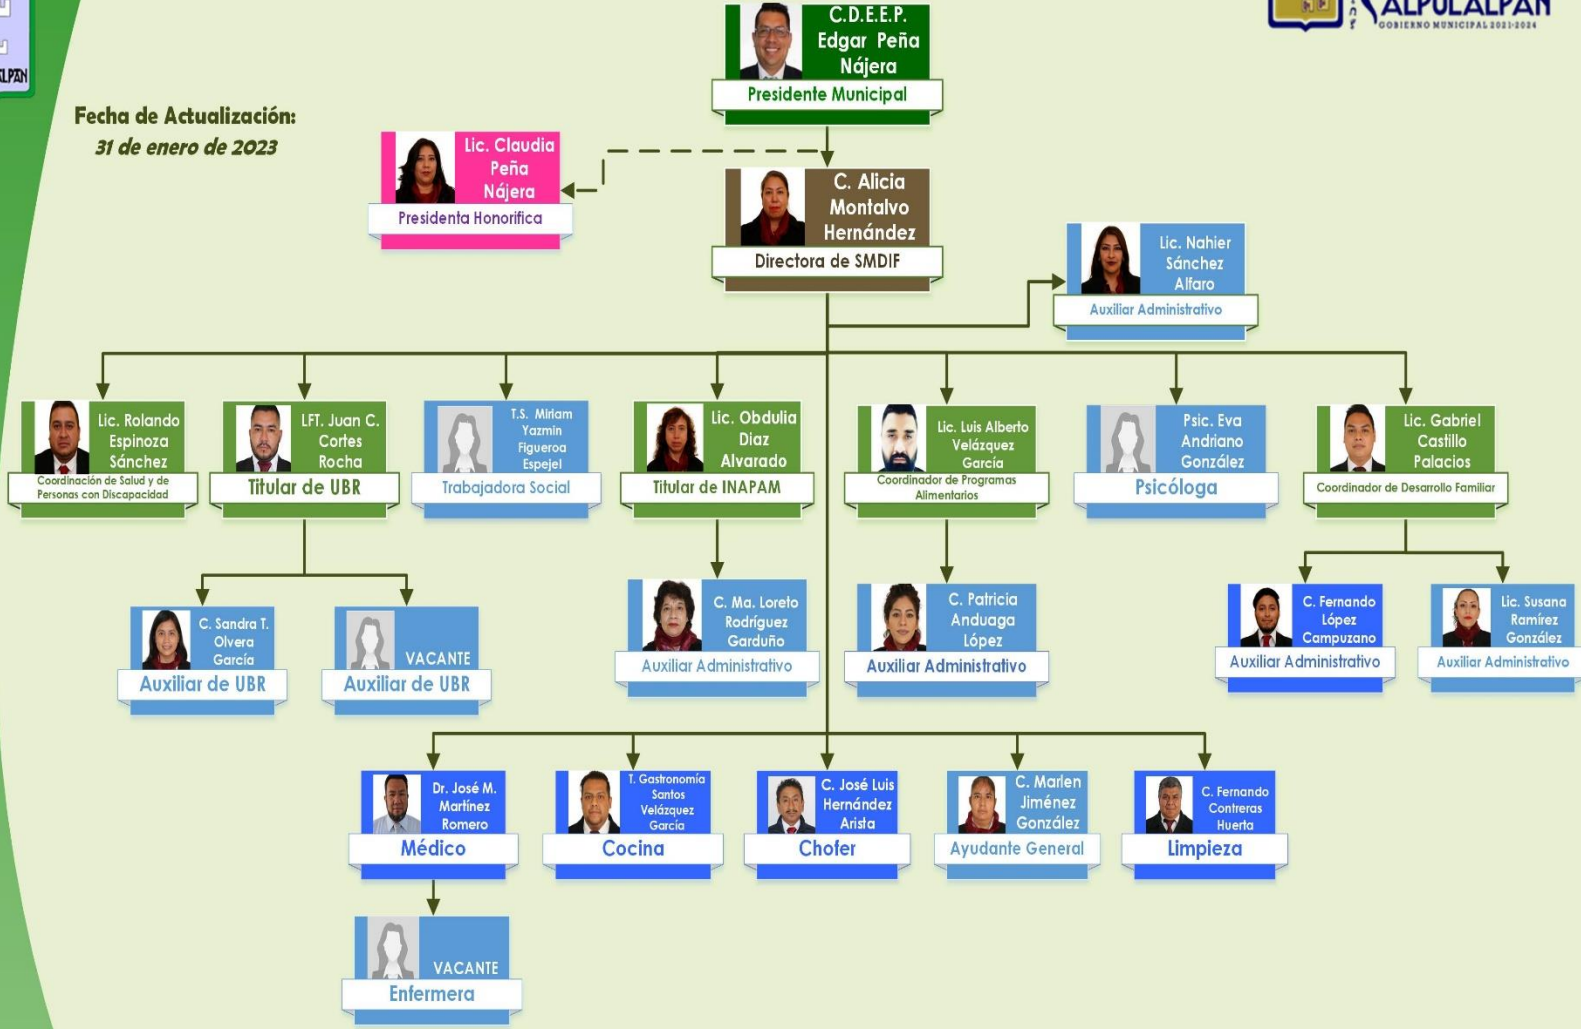 C.D.E.E.P.
Edgar Peña
Nájera
Presidente Municipal
CALPULALPAN
GOBIERNO MUNICIPAL 2021-2024
Fecha de Actualización:
31 de enero de 2023
Lic. Claudia
Peña
Nájera
Presidenta Honorifica
C. Alicia
Montalvo
Hernández
Directora de SMDIF
Lic. Nahier
Sánchez
Alfaro
Auxiliar Administrativo
Lic. Rolando
Espinoza
Sánchez
Coordinación de Salud y de
Personas con Discapacidad
LFT. Juan C.
Cortes
Rocha
Titular de UBR
T.S. Miriam
Yazmin
Figueroa
Espejel
Trabajadora Social
Lic. Obdulia
Diaz
Alvarado
Titular de INAPAM
Lic. Luis Alberto
Velázquez
García
Coordinador de Programas
Alimentarios
Psic. Eva
Andriano
González
Psicóloga
Lic. Gabriel
Castillo
Palacios
Coordinador de Desarrollo Familiar
C. Sandra T.
Olvera
García
Auxiliar de UBR
VACANTE
Auxiliar de UBR
C. Ma. Loreto
Rodríguez
Garduño
Auxiliar Administrativo
C. Patricia
Anduaga
López
Auxiliar Administrativo
C. Fernando
López
Campuzano
Auxiliar Administrativo
Lic. Susana
Ramírez
González
Auxiliar Administrativo
Dr. José M.
Martínez
Romero
Médico
T. Gastronomía
Santos
Velázquez
García
Cocina
C. José Luis
Hernández
Arista
Chofer
C. Marlen
Jiménez
González
Ayudante General
C. Fernando
Contreras
Huerta
Limpieza
VACANTE
Enfermera